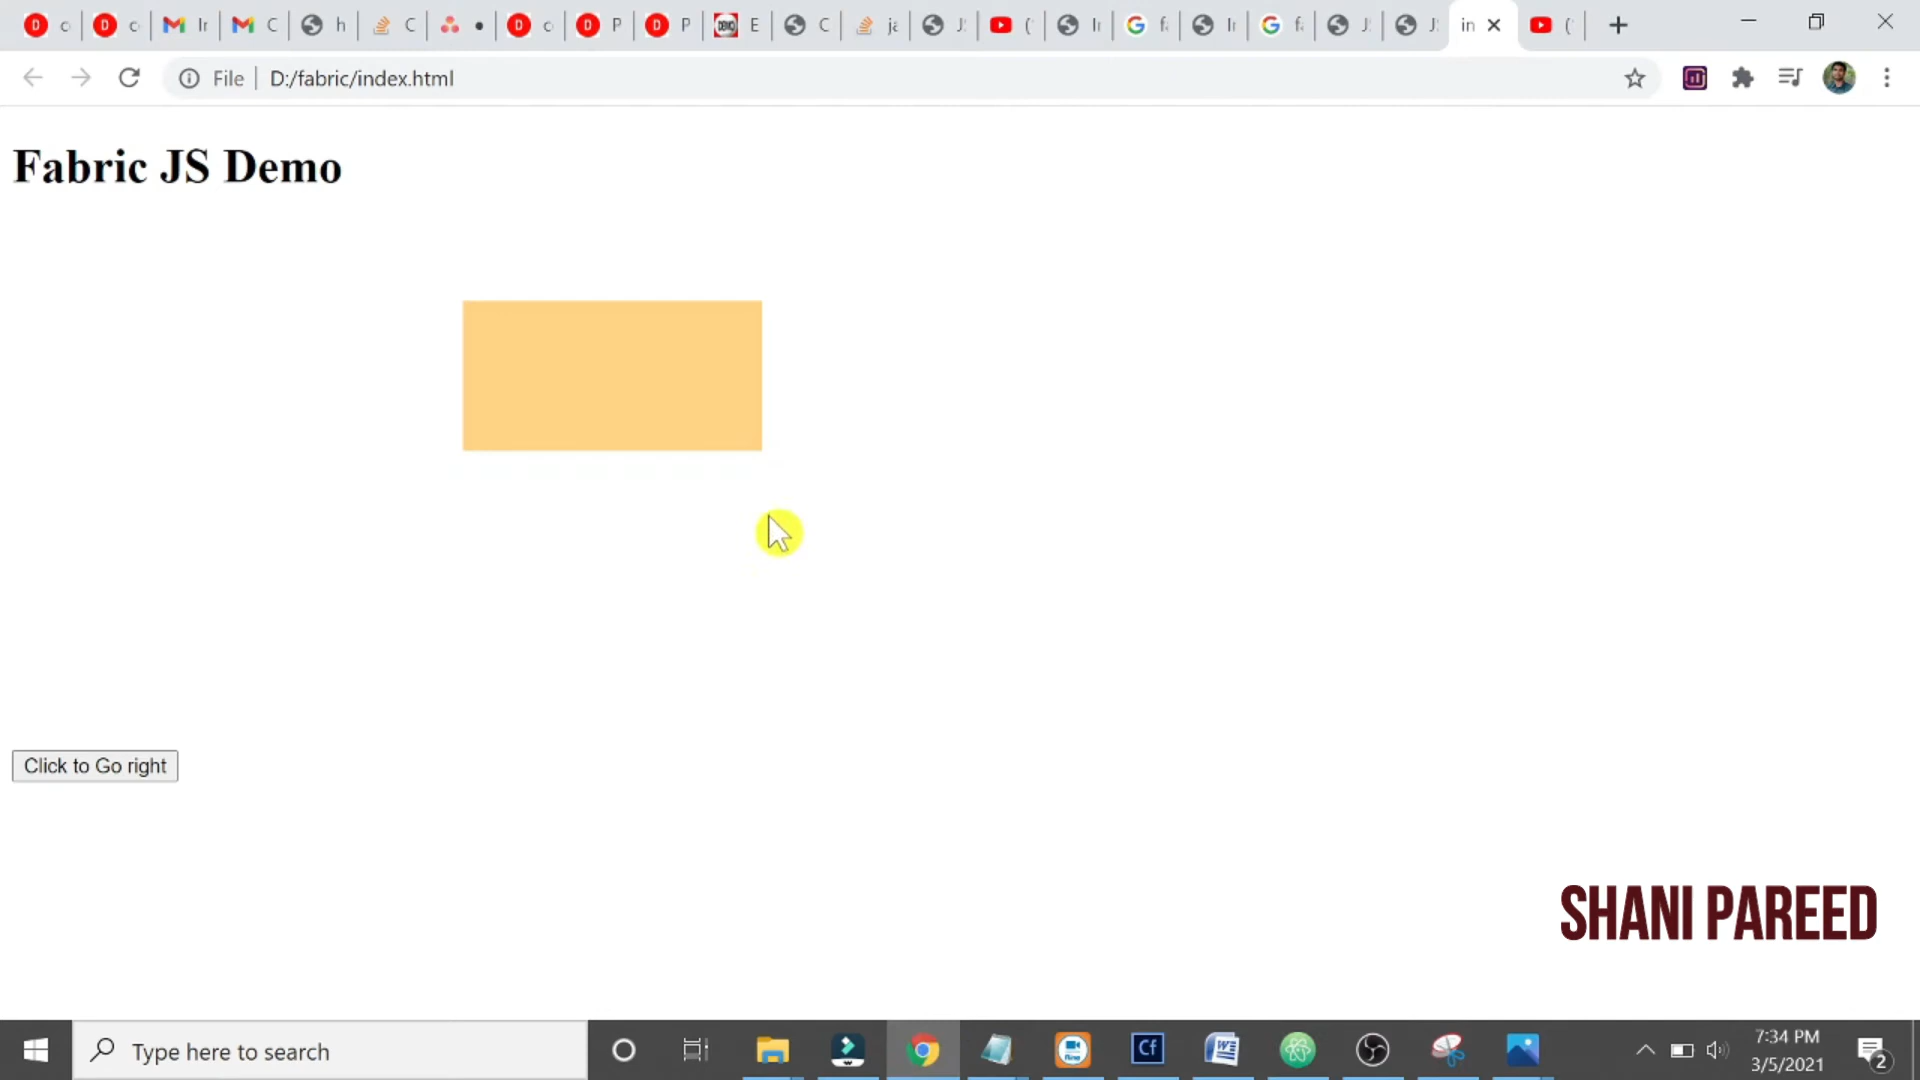 File D:/fabric/index.html
Fabric JS Demo
Click to Go right
SHANI PAREED
Type here to search
Cf
7:34 PM
3/5/2021
2